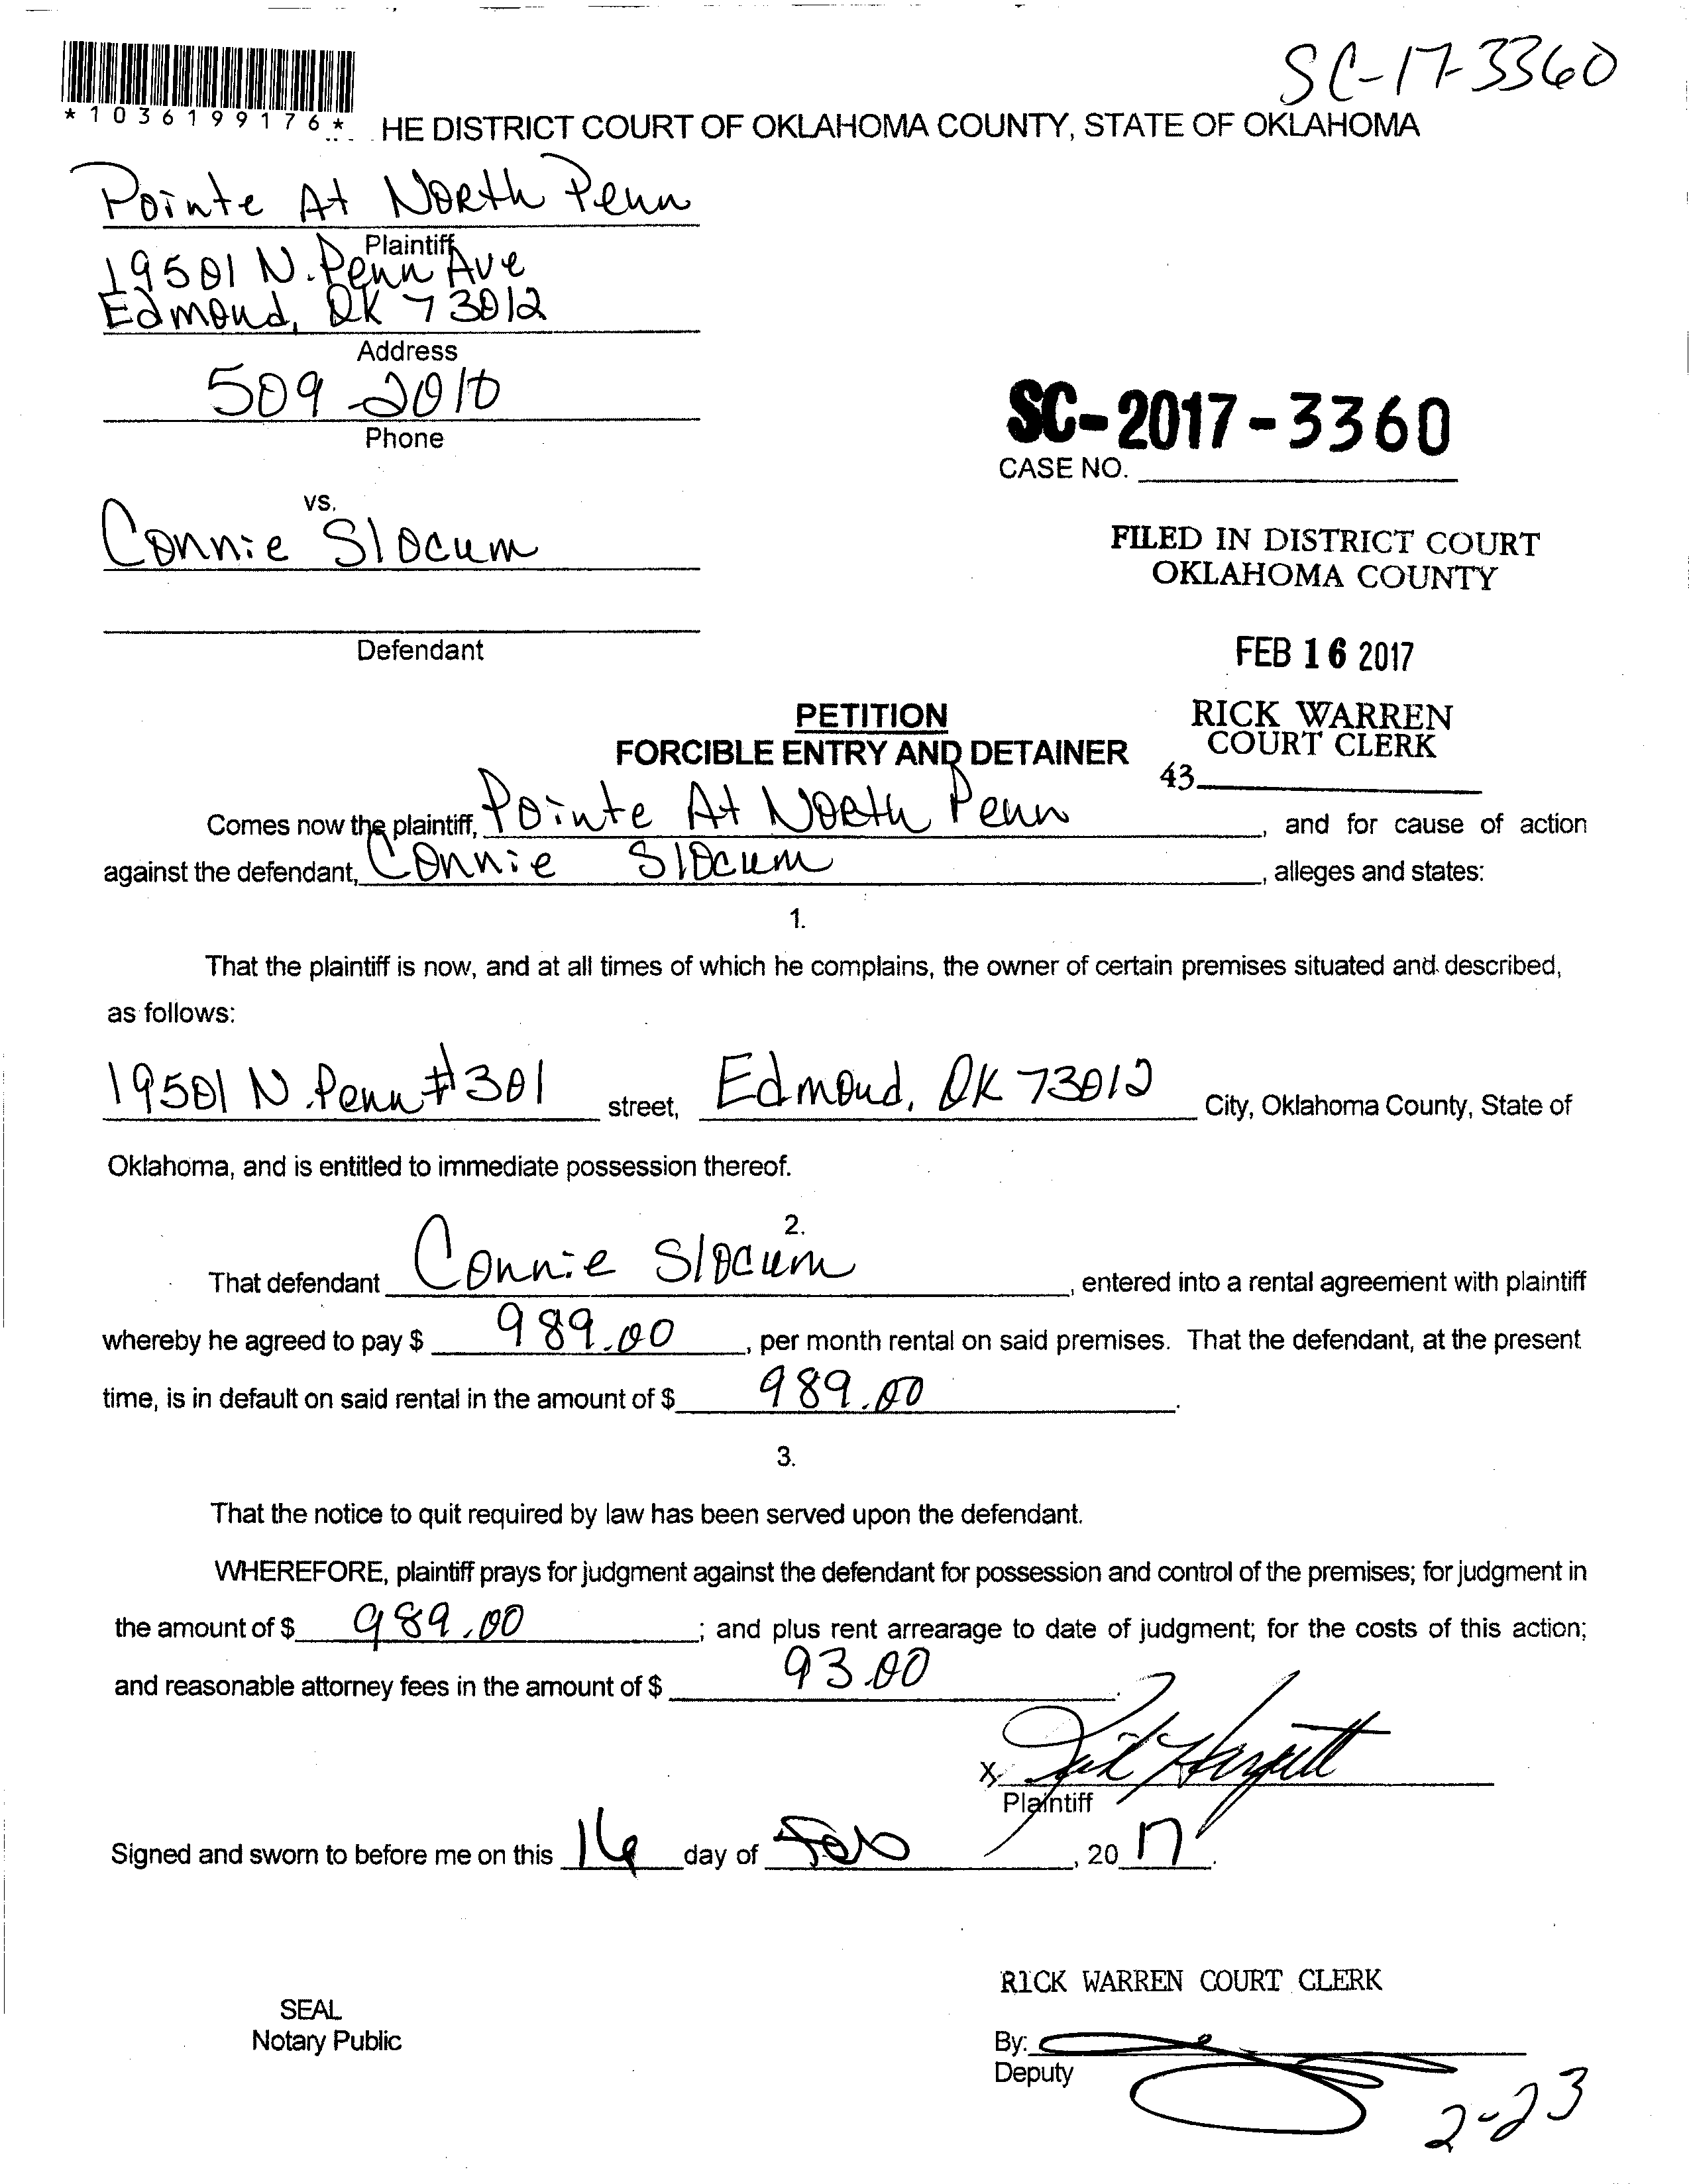 SC-17-3360
*1036199176*
HE DISTRICT COURT OF OKLAHOMA COUNTY, STATE OF OKLAHOMA
Pointe At North Penn
Plaintiff
19501 N. Penn Ave
Edmond, OK 73012
Address
509-2010
Phone
SC-2017-3360
CASE NO.
vs.
Connie Slocum
FILED IN DISTRICT COURT
OKLAHOMA COUNTY
Defendant
FEB 16 2017
PETITION
FORCIBLE ENTRY AND DETAINER
RICK WARREN
COURT CLERK
43
Comes now the plaintiff, Pointe At North Penn, and for cause of action
against the defendant, Connie Slocum, alleges and states:
1.
That the plaintiff is now, and at all times of which he complains, the owner of certain premises situated and described,
as follows:
19501 N. Penn #301 street, Edmond, OK 73012 City, Oklahoma County, State of
Oklahoma, and is entitled to immediate possession thereof.
2.
That defendant Connie Slocum, entered into a rental agreement with plaintiff
whereby he agreed to pay $ 989.00, per month rental on said premises. That the defendant, at the present
time, is in default on said rental in the amount of $ 989.00.
3.
That the notice to quit required by law has been served upon the defendant.
WHEREFORE, plaintiff prays for judgment against the defendant for possession and control of the premises; for judgment in
the amount of $ 989.00; and plus rent arrearage to date of judgment; for the costs of this action;
and reasonable attorney fees in the amount of $ 93.00.
x
Plaintiff
Signed and sworn to before me on this 16 day of Feb, 20 17.
RICK WARREN COURT CLERK
SEAL
Notary Public
By:
Deputy
2-23